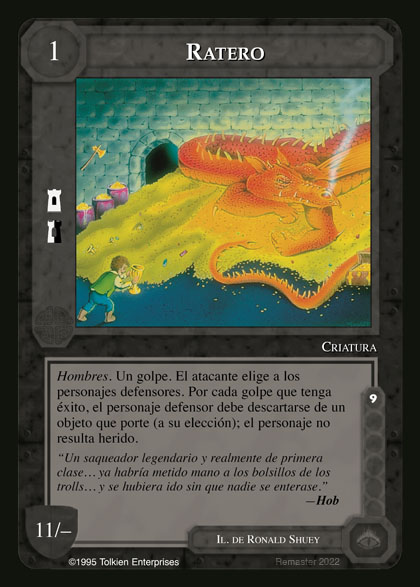 1
RATERO
CRIATURA
Hombres. Un golpe. El atacante elige a los
personajes defensores. Por cada golpe que tenga
éxito, el personaje defensor debe descartarse de un
objeto que porte (a su elección); el personaje no
resulta herido.
9
“Un saqueador legendario y realmente de primera
clase… ya habría metido mano a los bolsillos de los
trolls… y se hubiera ido sin que nadie se enterase.”
—Hob
11/–
IL. DE RONALD SHUEY
©1995 Tolkien Enterprises
Remaster 2022